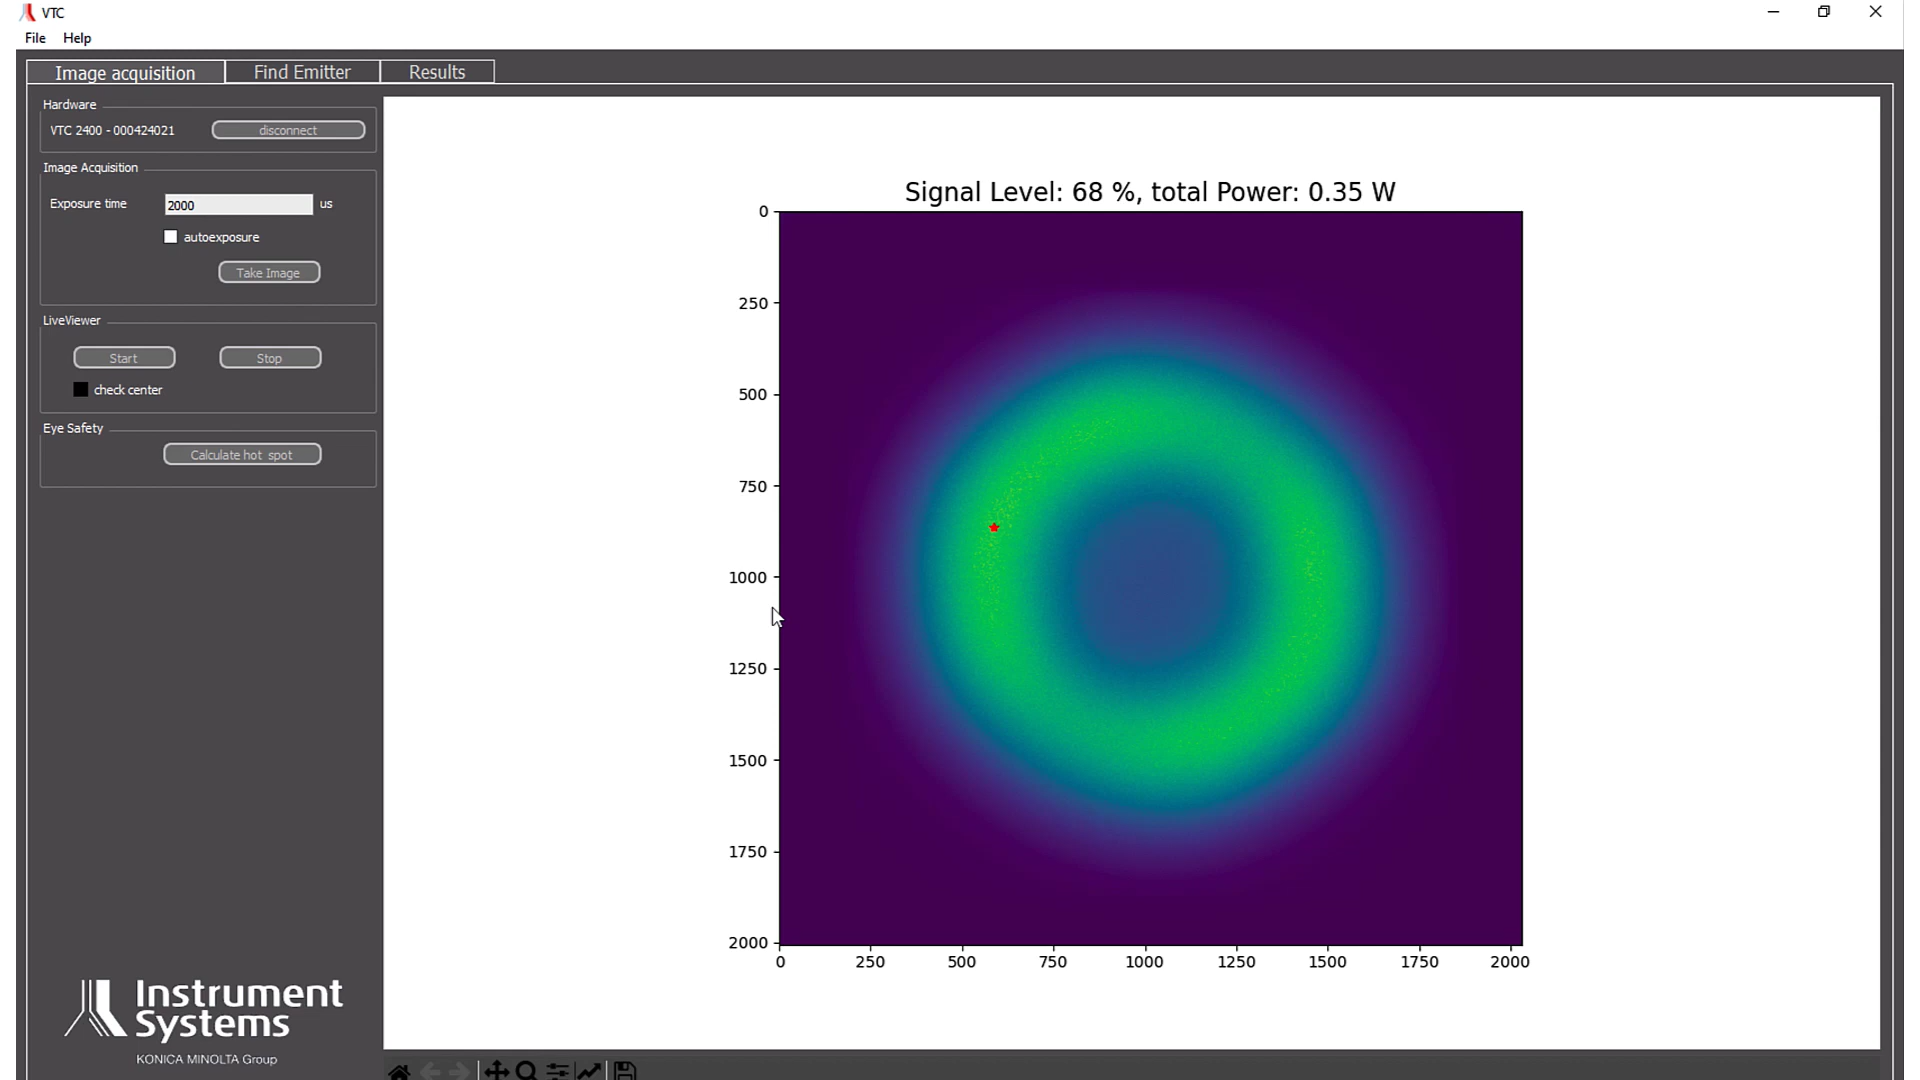 VTC
File Help
Image acquisition Find Emitter Results
Hardware
VTC 2400 - 000424021 disconnect
Image Acquisition
Exposure time 2000 us
autoexposure
Take Image
LiveViewer
Start Stop
check center
Eye Safety
Calculate hot spot
Signal Level: 68 %, total Power: 0.35 W
0
250
500
750
1000
1250
1500
1750
2000
0 250 500 750 1000 1250 1500 1750 2000
Instrument
Systems
KONICA MINOLTA Group